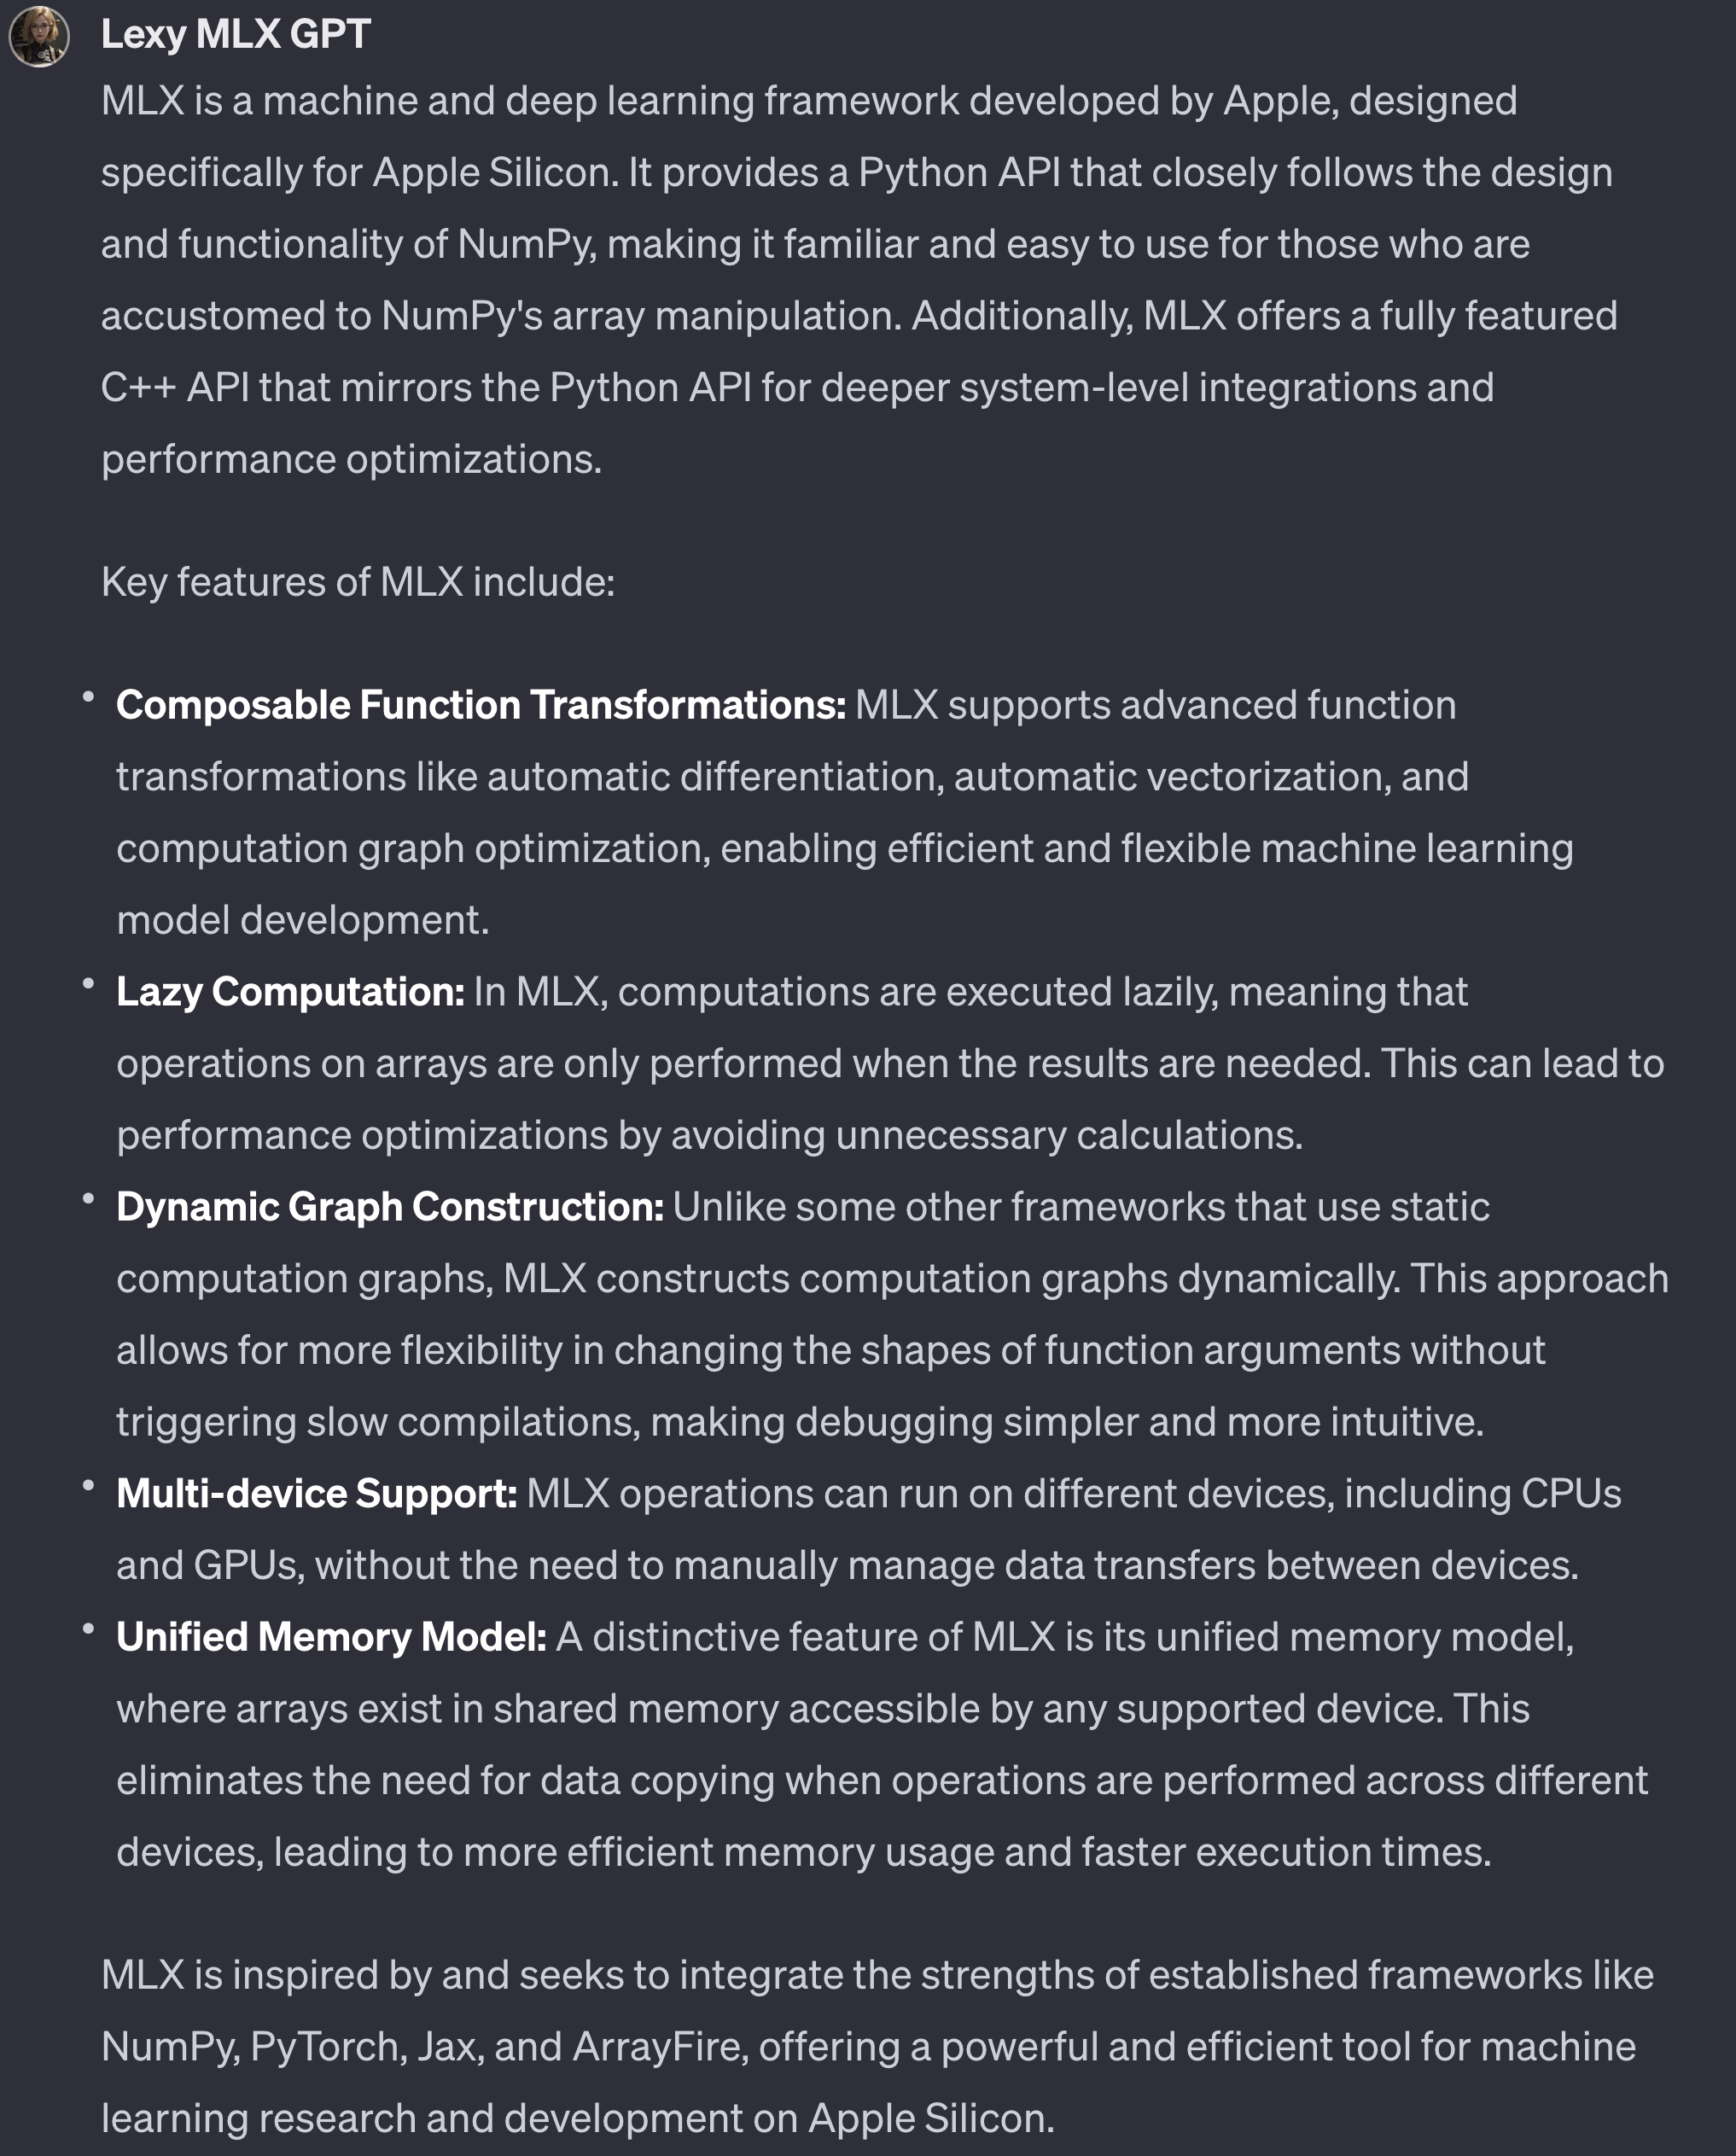 Lexy MLX GPT
MLX is a machine and deep learning framework developed by Apple, designed
specifically for Apple Silicon. It provides a Python API that closely follows the design
and functionality of NumPy, making it familiar and easy to use for those who are
accustomed to NumPy's array manipulation. Additionally, MLX offers a fully featured
C++ API that mirrors the Python API for deeper system-level integrations and
performance optimizations.
Key features of MLX include:
• Composable Function Transformations: MLX supports advanced function
transformations like automatic differentiation, automatic vectorization, and
computation graph optimization, enabling efficient and flexible machine learning
model development.
• Lazy Computation: In MLX, computations are executed lazily, meaning that
operations on arrays are only performed when the results are needed. This can lead to
performance optimizations by avoiding unnecessary calculations.
• Dynamic Graph Construction: Unlike some other frameworks that use static
computation graphs, MLX constructs computation graphs dynamically. This approach
allows for more flexibility in changing the shapes of function arguments without
triggering slow compilations, making debugging simpler and more intuitive.
• Multi-device Support: MLX operations can run on different devices, including CPUs
and GPUs, without the need to manually manage data transfers between devices.
• Unified Memory Model: A distinctive feature of MLX is its unified memory model,
where arrays exist in shared memory accessible by any supported device. This
eliminates the need for data copying when operations are performed across different
devices, leading to more efficient memory usage and faster execution times.
MLX is inspired by and seeks to integrate the strengths of established frameworks like
NumPy, PyTorch, Jax, and ArrayFire, offering a powerful and efficient tool for machine
learning research and development on Apple Silicon.